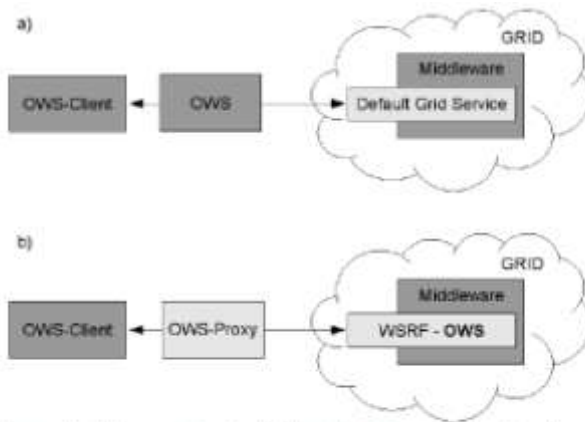 a)
GRID
Middleware
OWS-Client
OWS
Default Grid Service
b)
GRID
Middleware
OWS-Client
OWS-Proxy
WSRF - OWS